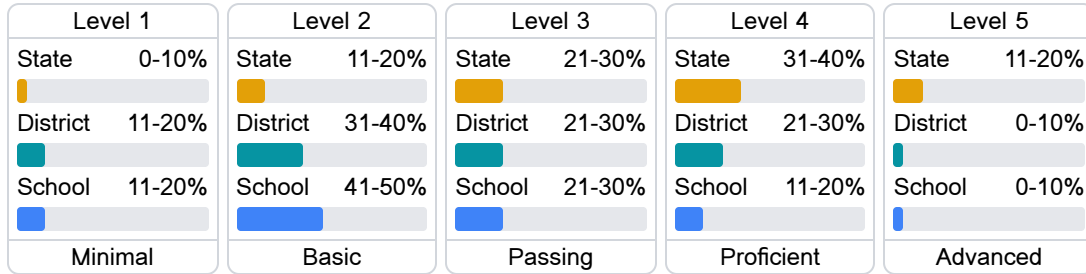 Level 1
State 0-10%
District 11-20%
School 11-20%
Minimal
Level 2
State 11-20%
District 31-40%
School 41-50%
Basic
Level 3
State 21-30%
District 21-30%
School 21-30%
Passing
Level 4
State 31-40%
District 21-30%
School 11-20%
Proficient
Level 5
State 11-20%
District 0-10%
School 0-10%
Advanced